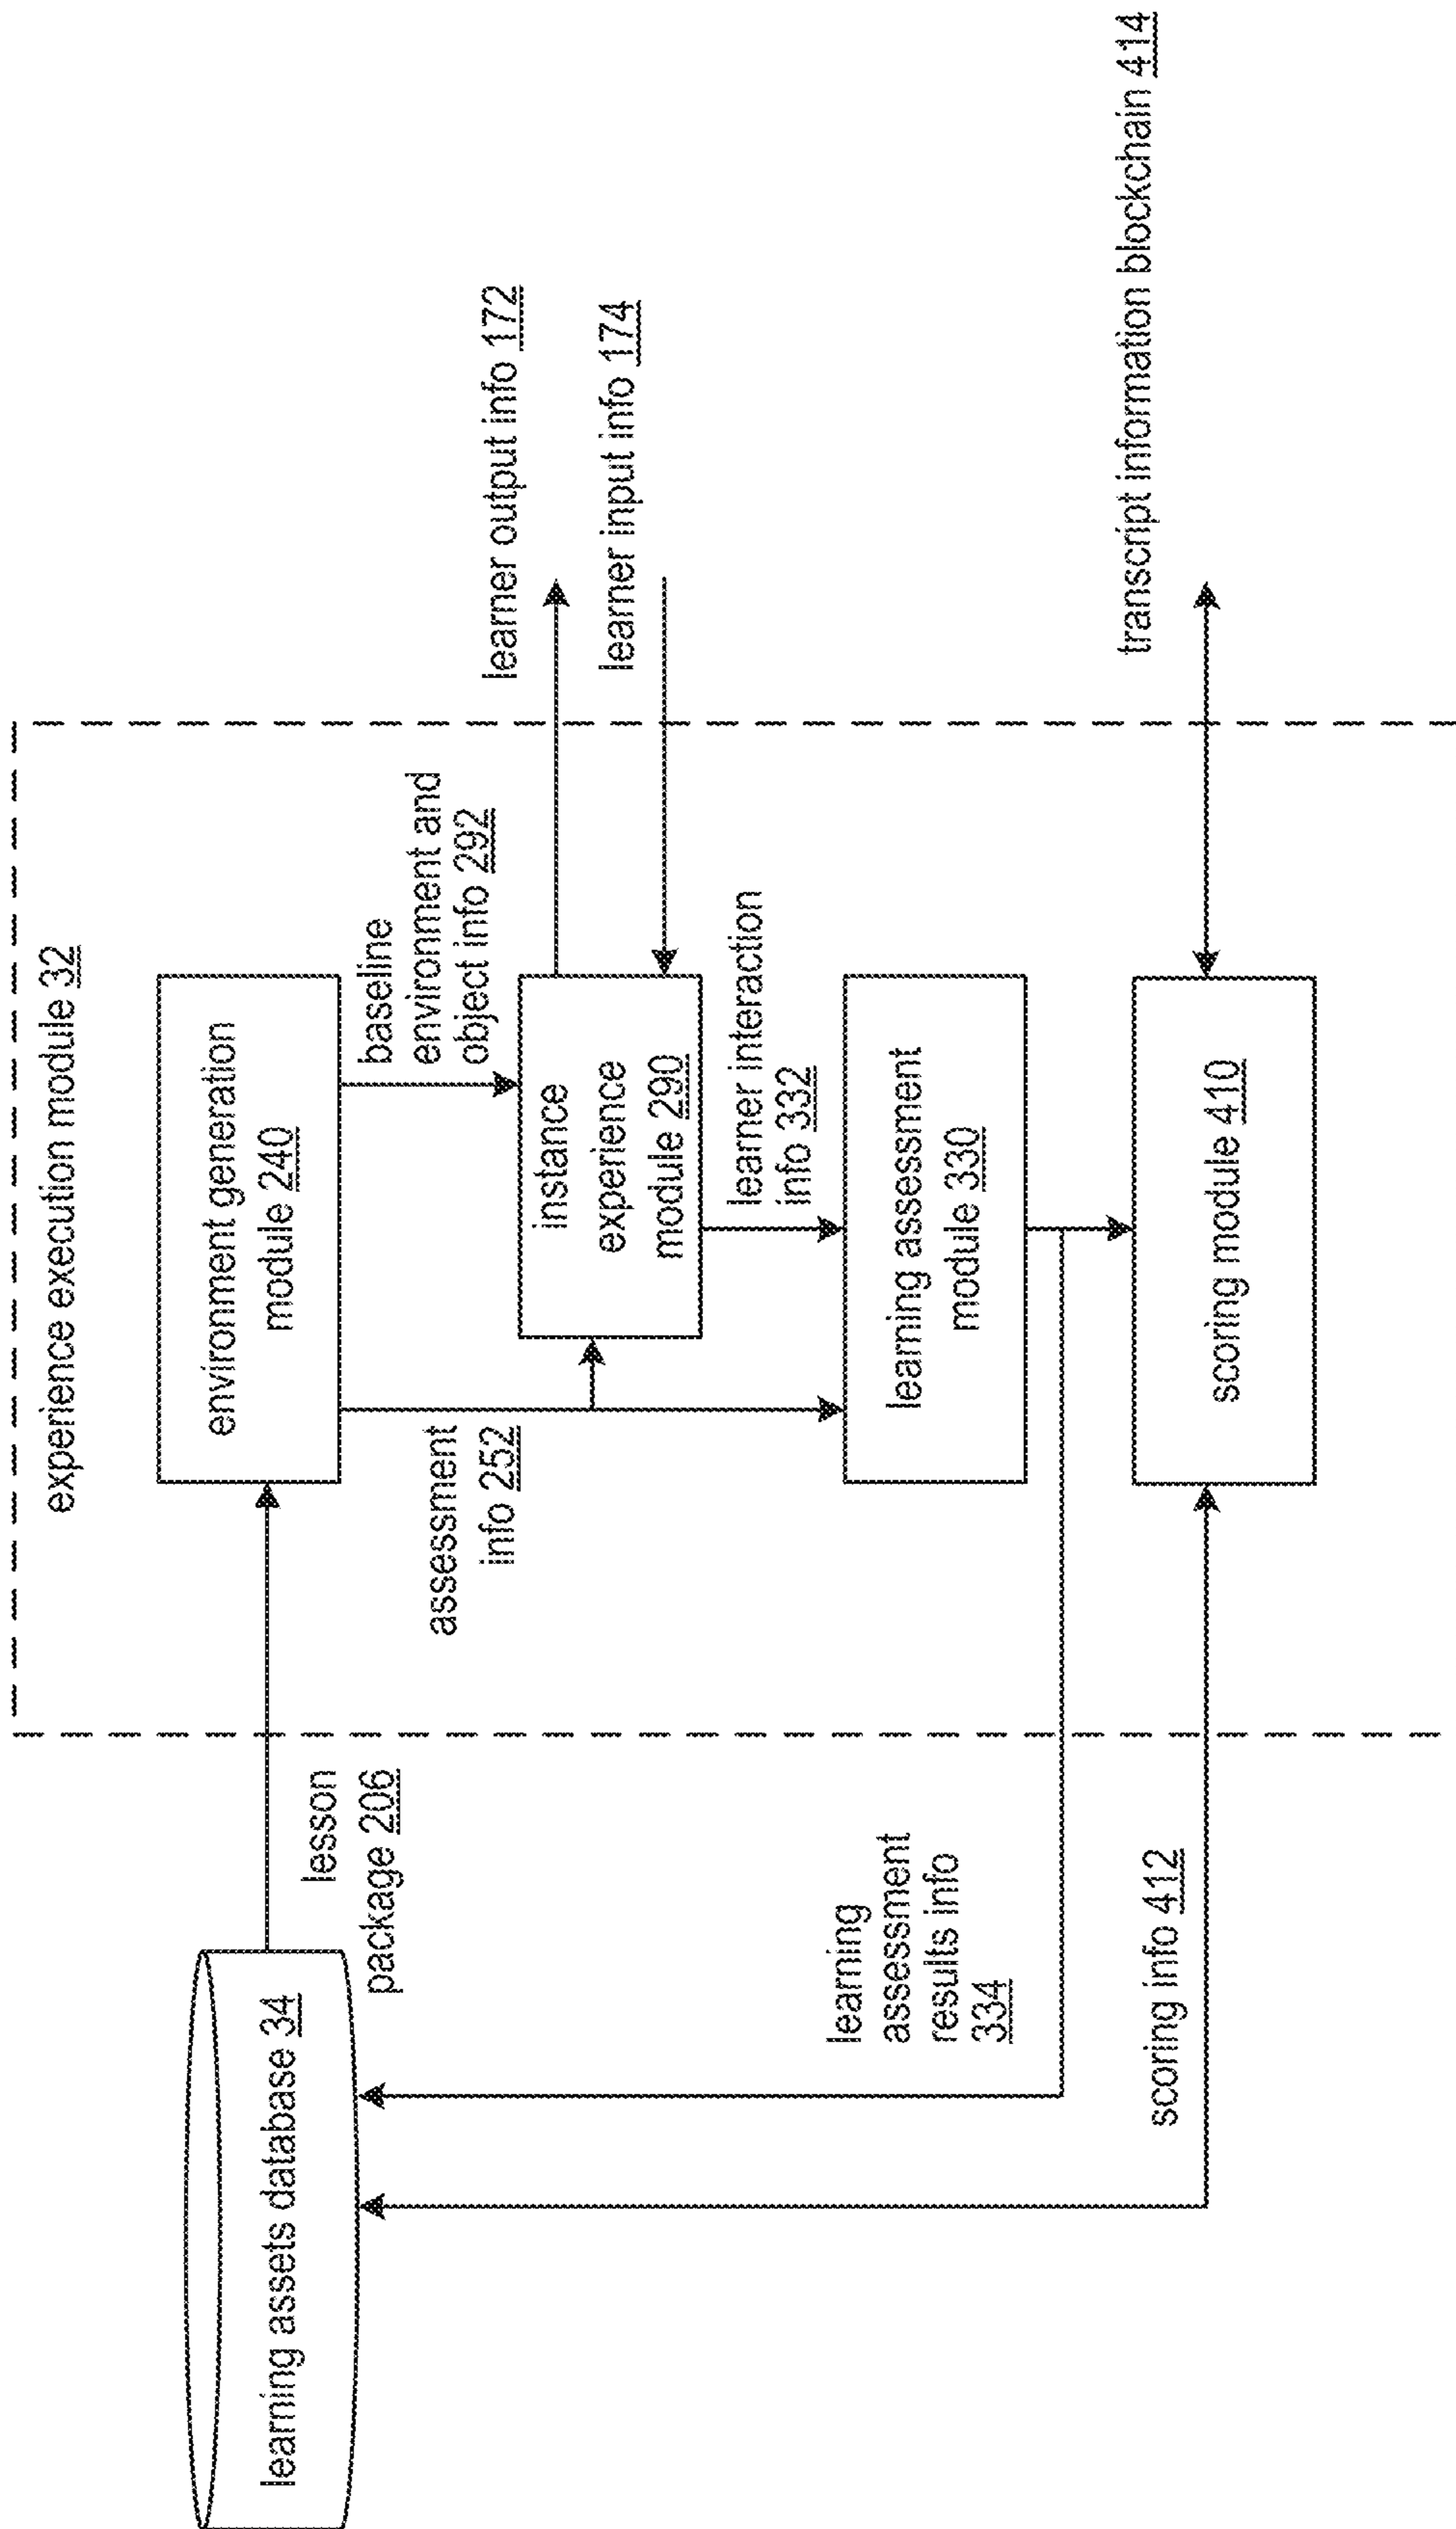 experience execution module 32
learning assets database 34
lesson
package 206
environment generation
module 240
assessment
info 252
baseline
environment and
object info 292
instance
experience
module 290
learner output info 172
learner input info 174
learner interaction
info 332
learning assessment
module 330
learning
assessment
results info
334
scoring info 412
scoring module 410
transcript information blockchain 414